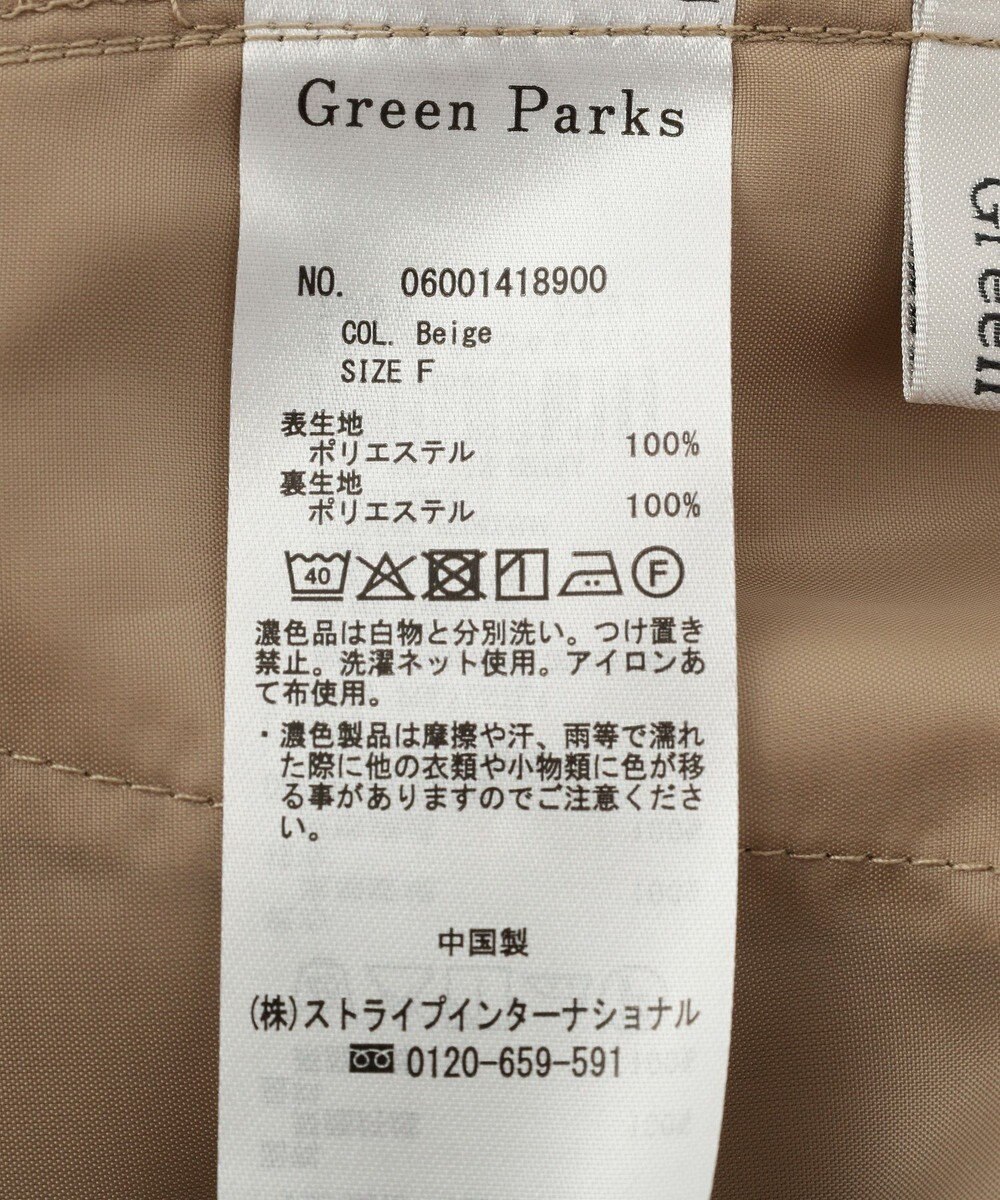 Green Parks
NO. 06001418900
COL. Beige
SIZE F
表生地
ポリエステル 100%
裏生地
ポリエステル 100%
40 F
濃色品は白物と分別洗い。つけ置き
禁止。洗濯ネット使用。アイロンあ
て布使用。
・濃色製品は摩擦や汗、雨等で濡れ
た際に他の衣類や小物類に色が移
る事がありますのでご注意くださ
い。
中国製
(株)ストライプインターナショナル
0120-659-591
Green